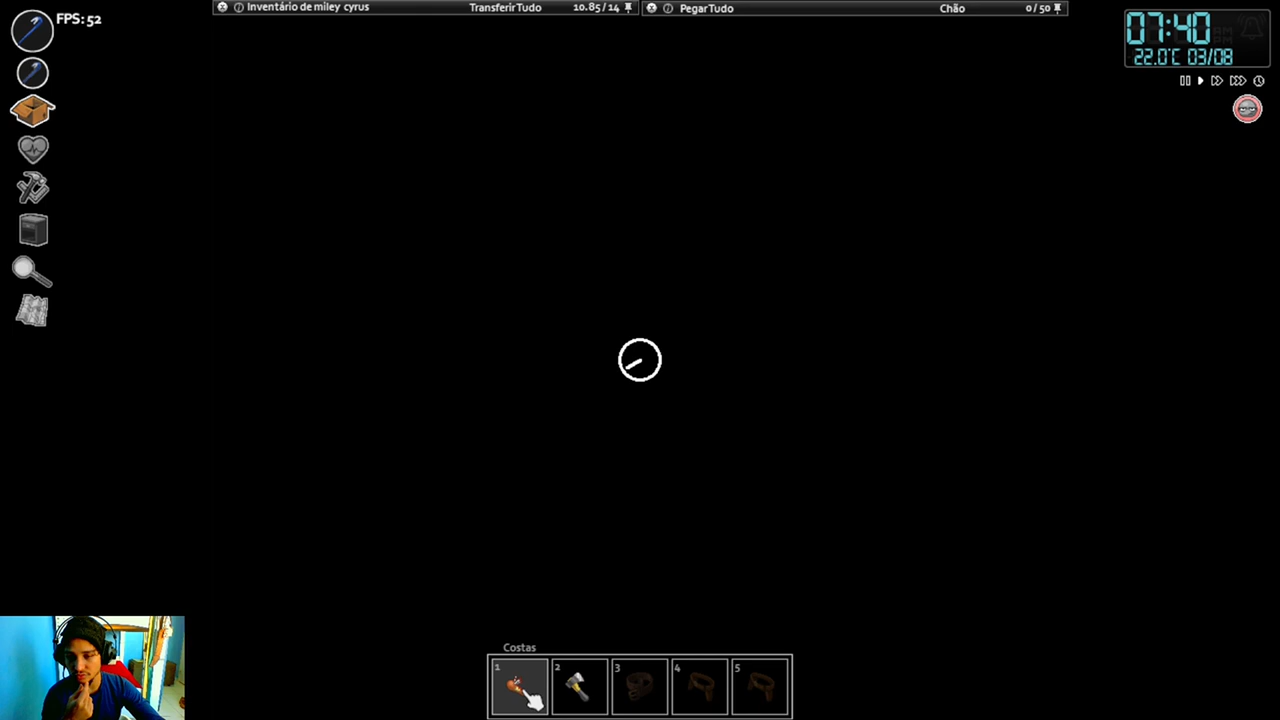 FPS: 52
Inventário de miley cyrus TransferirTudo 10.85 / 14
PegarTudo Chão 0 / 50
07:40
22.0°C 03/08
Costas
1 2 3 4 5